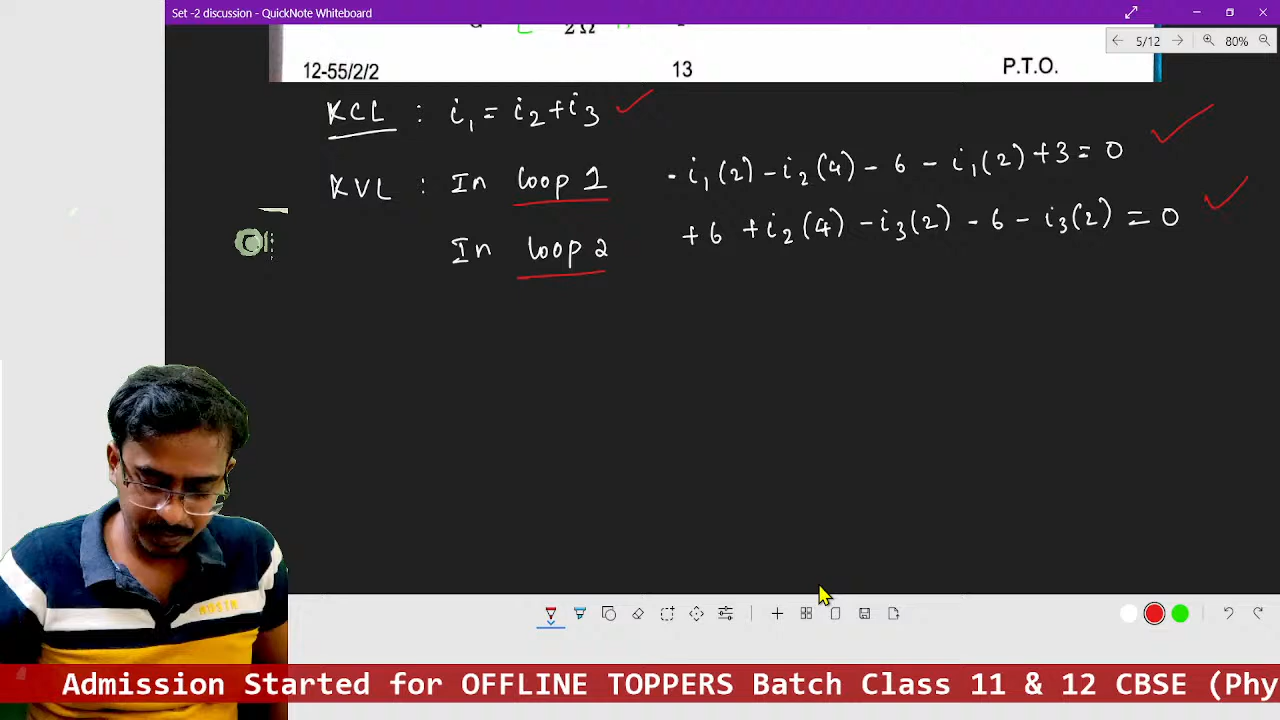 Set -2 discussion - QuickNote Whiteboard
5/12
80%
2Ω
12-55/2/2 13 P.T.O.
KCL : i₁ = i₂ + i₃
KVL : In loop 1 - i₁(2) - i₂(4) - 6 - i₁(2) + 3 = 0
In loop 2 + 6 + i₂(4) - i₃(2) - 6 - i₃(2) = 0
Admission Started for OFFLINE TOPPERS Batch Class 11 & 12 CBSE (Phy